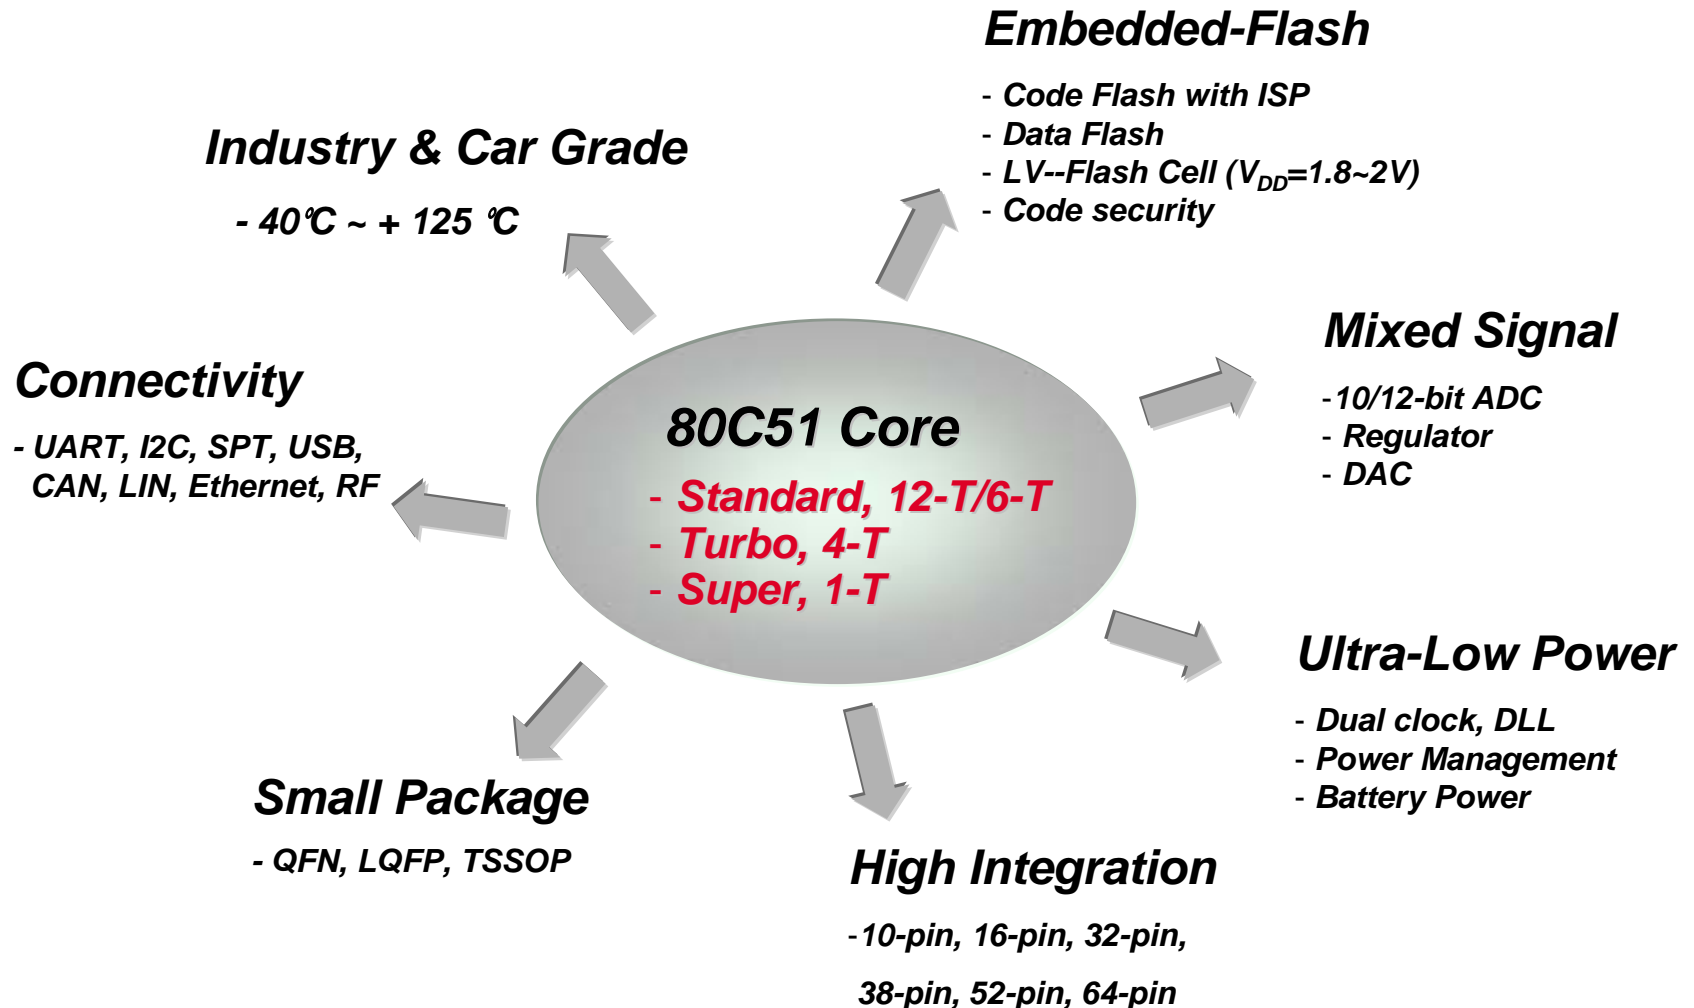 Embedded-Flash
- Code Flash with ISP
- Data Flash
- LV--Flash Cell (VDD=1.8~2V)
- Code security
Industry & Car Grade
- 40℃ ~ + 125 ℃
Mixed Signal
-10/12-bit ADC
- Regulator
- DAC
Connectivity
- UART, I2C, SPT, USB,
CAN, LIN, Ethernet, RF
80C51 Core
- Standard, 12-T/6-T
- Turbo, 4-T
- Super, 1-T
Ultra-Low Power
- Dual clock, DLL
- Power Management
- Battery Power
Small Package
- QFN, LQFP, TSSOP
High Integration
-10-pin, 16-pin, 32-pin,
38-pin, 52-pin, 64-pin